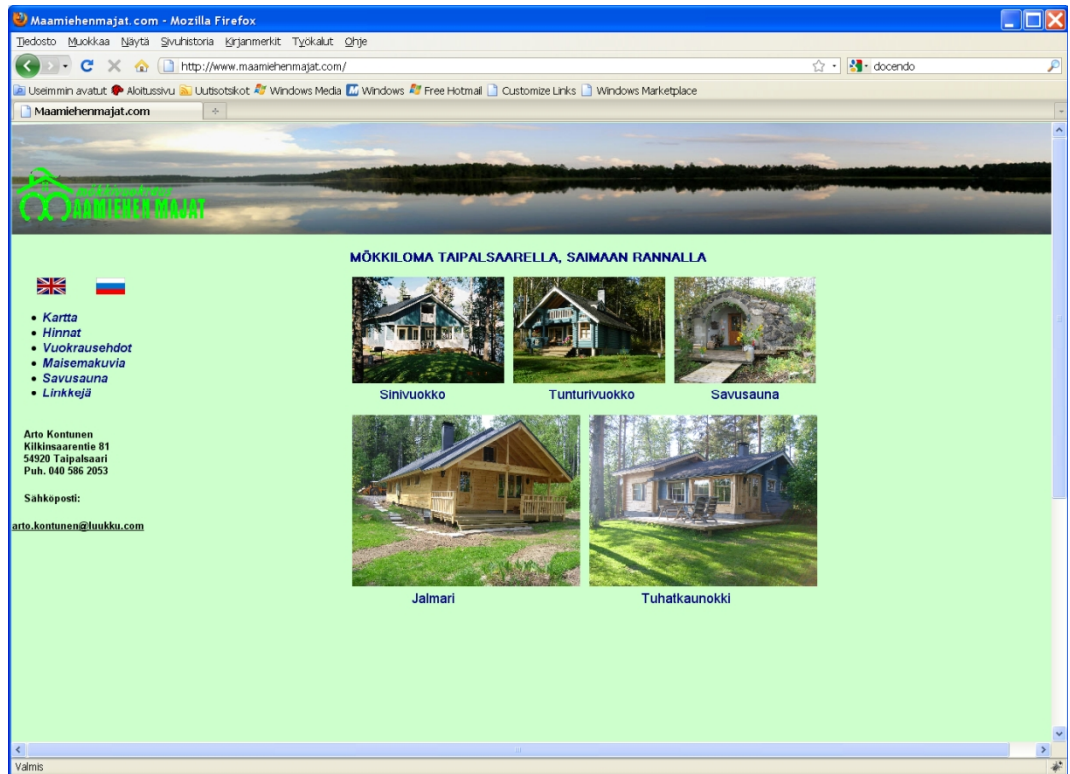 Maamiehenmajat.com - Mozilla Firefox
Tiedosto Muokkaa Näytä Sivuhistoria Kirjanmerkit Työkalut Ohje
http://www.maamiehenmajat.com/ docendo
Useimmin avatut Aloitussivu Uutisotsikot Windows Media Windows Free Hotmail Customize Links Windows Marketplace
Maamiehenmajat.com
MAAMIEHEN MAJAT
MÖKKILOMA TAIPALSAARELLA, SAIMAAN RANNALLA
Kartta
Hinnat
Vuokrausehdot
Maisemakuvia
Savusauna
Linkkejä
Arto Kontunen
Kilkinsaarentie 81
54920 Taipalsaari
Puh. 040 586 2053
Sähköposti:
arto.kontunen@luukku.com
Sinivuokko Tunturivuokko Savusauna
Jalmari Tuhatkaunokki
Valmis